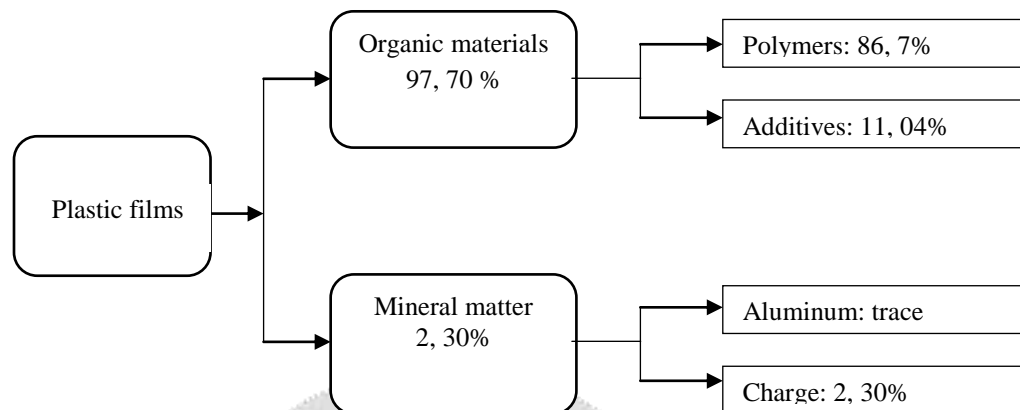 Organic materials
97, 70 %
Polymers: 86, 7%
Additives: 11, 04%
Plastic films
Mineral matter
2, 30%
Aluminum: trace
Charge: 2, 30%